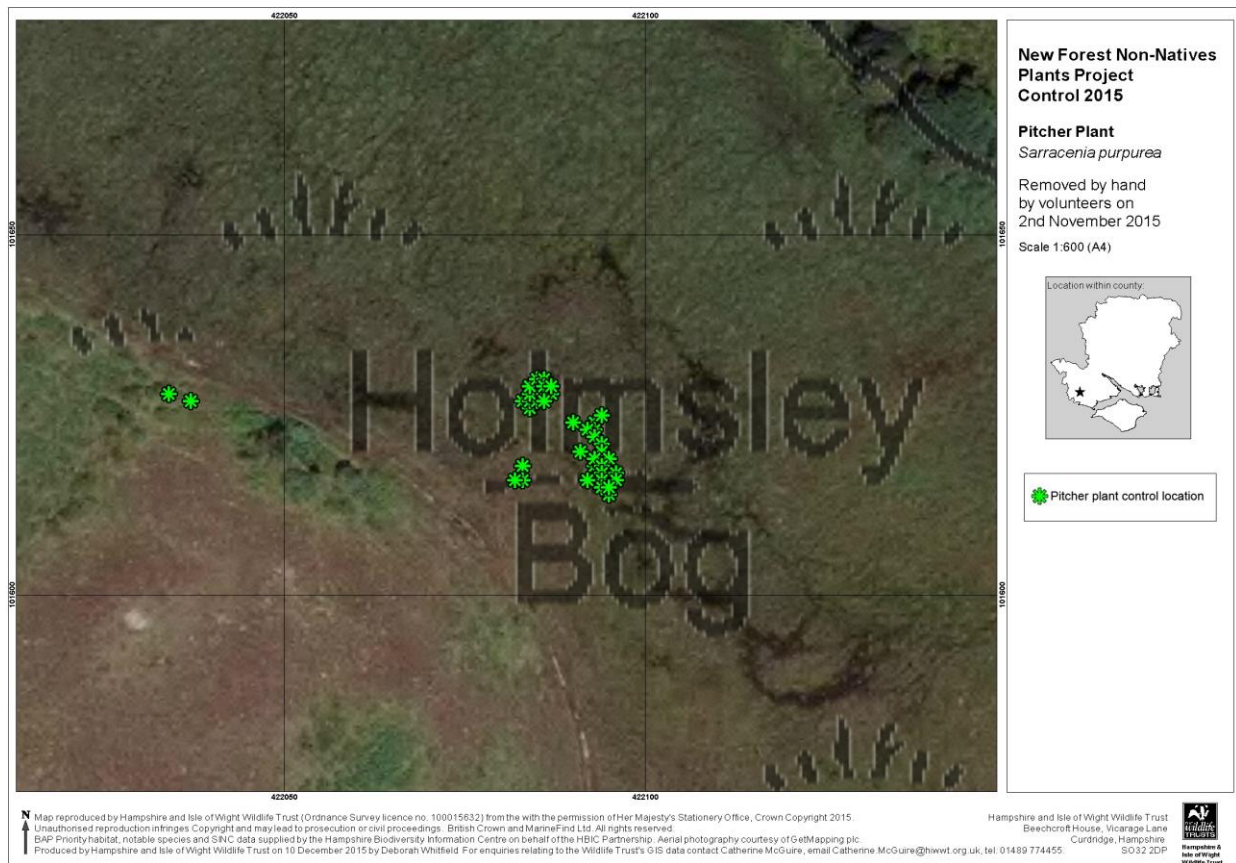 422050
422100
New Forest Non-Natives
Plants Project
Control 2015
Pitcher Plant
Sarracenia purpurea
Removed by hand
by volunteers on
2nd November 2015
Scale 1:600 (A4)
101650
101650
Location within county:
Holmsley
Bog
Pitcher plant control location
101600
101600
422050
422100
N Map reproduced by Hampshire and Isle of Wight Wildlife Trust (Ordnance Survey licence no. 100015632) from the with the permission of Her Majesty's Stationery Office, Crown Copyright 2015.
Unauthorised reproduction infringes Copyright and may lead to prosecution or civil proceedings. British Crown and MarineFind Ltd. All rights reserved.
BAP Priority habitat, notable species and SINC data supplied by the Hampshire Biodiversity Information Centre on behalf of the HBIC Partnership. Aerial photography courtesy of GetMapping plc.
Produced by Hampshire and Isle of Wight Wildlife Trust on 10 December 2015 by Deborah Whitfield For enquiries relating to the Wildlife Trust's GIS data contact Catherine McGuire, email Catherine.McGuire@hiwwt.org.uk, tel: 01489 774455.
Hampshire and Isle of Wight Wildlife Trust
Beechcroft House, Vicarage Lane
Curdridge, Hampshire
SO32 2DP
wildlife
TRUSTS
Hampshire &
Isle of Wight
Wildlife Trust